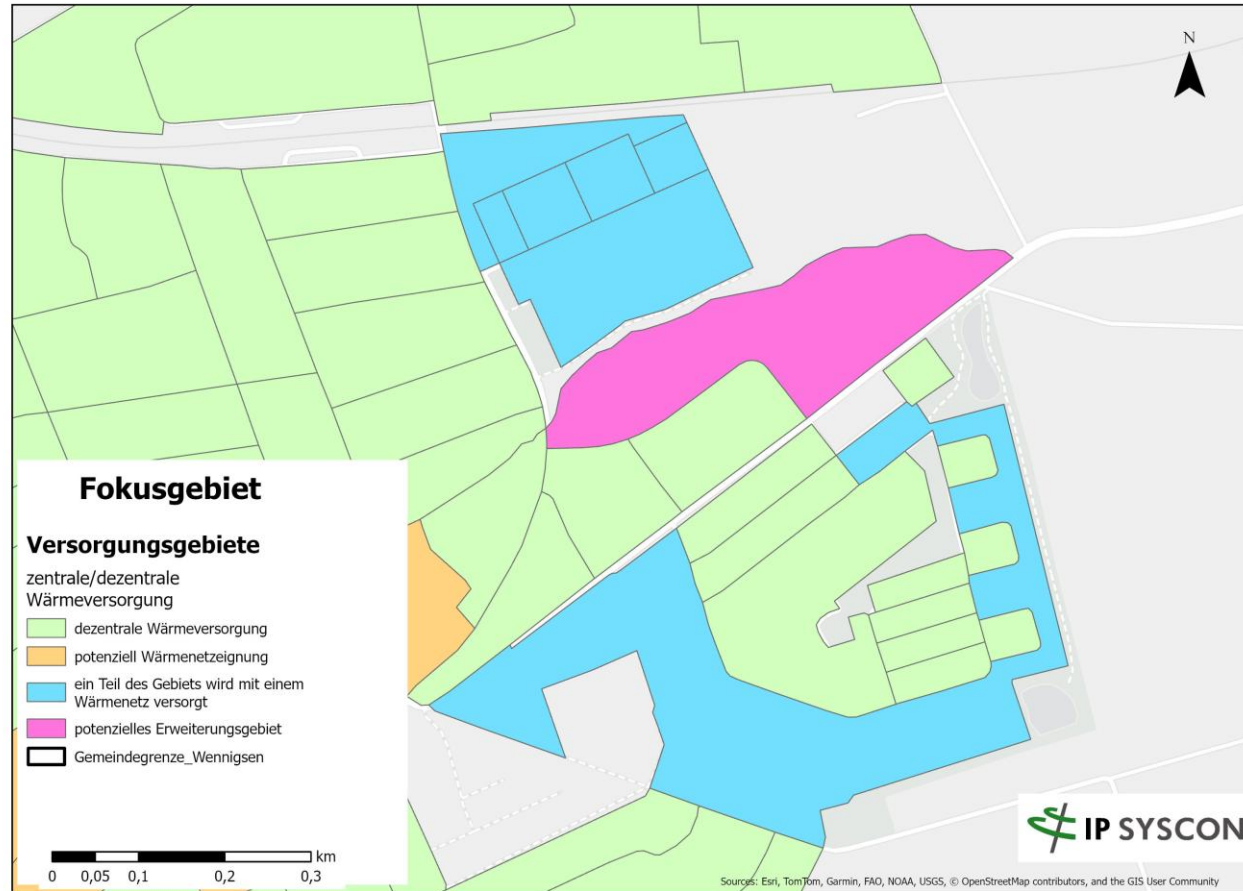 N
Fokusgebiet
Versorgungsgebiete
zentrale/dezentrale
Wärmeversorgung
dezentrale Wärmeversorgung
potenziell Wärmenetzeignung
ein Teil des Gebiets wird mit einem
Wärmenetz versorgt
potenzielles Erweiterungsgebiet
Gemeindegrenze_Wennigsen
km
0 0,05 0,1 0,2 0,3
IP SYSCON
Sources: Esri, TomTom, Garmin, FAO, NOAA, USGS, © OpenStreetMap contributors, and the GIS User Community